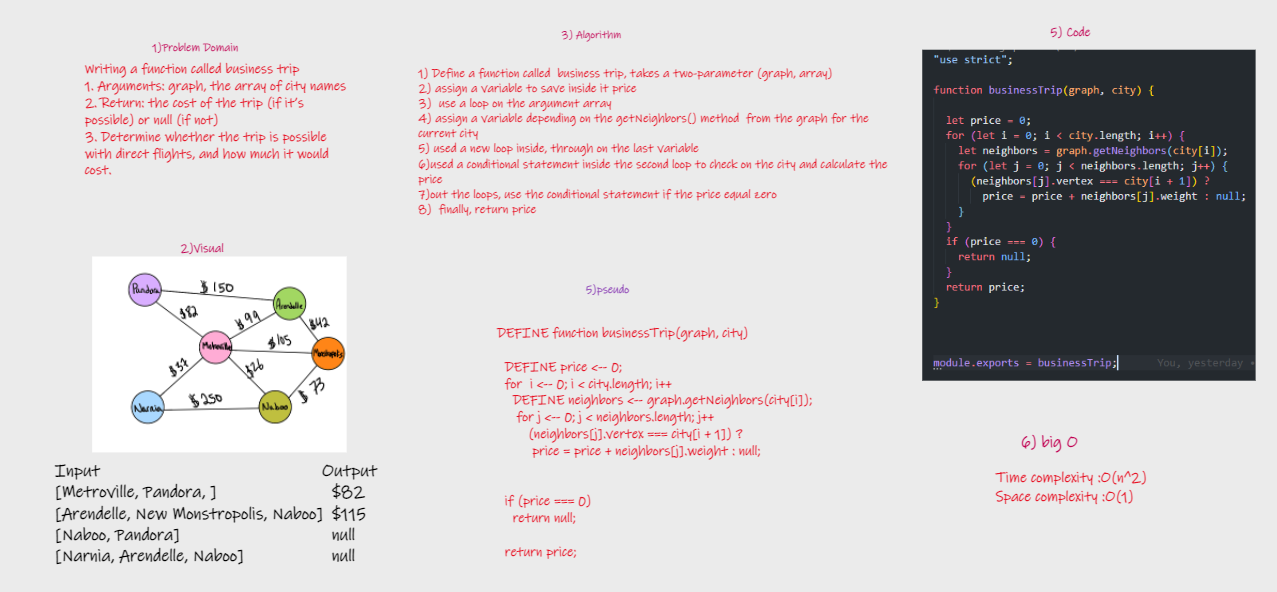 1)Problem Domain
Writing a function called business trip
1. Arguments: graph, the array of city names
2. Return: the cost of the trip (if it's
possible) or null (if not)
3. Determine whether the trip is possible
with direct flights, and how much it would
cost.
2)Visual
Pandora
$150
Arendelle
$82
$99
$42
Metroville
$105
Monstropolis
$37
$26
$73
Narnia
$250
Naboo
Input Output
[Metroville, Pandora, ] $82
[Arendelle, New Monstropolis, Naboo] $115
[Naboo, Pandora] null
[Narnia, Arendelle, Naboo] null
3) Algorithm
1) Define a function called business trip, takes a two-parameter (graph, array)
2) assign a variable to save inside it price
3) use a loop on the argument array
4) assign a variable depending on the getNeighbors() method from the graph for the
current city
5) used a new loop inside, through on the last variable
6)used a conditional statement inside the second loop to check on the city and calculate the
price
7)out the loops, use the conditional statement if the price equal zero
8) finally, return price
5)pseudo
DEFINE function businessTrip(graph, city)
DEFINE price <-- 0;
for i <-- 0; i < city.length; i++
DEFINE neighbors <-- graph.getNeighbors(city[i]);
for j <-- 0; j < neighbors.length; j++
(neighbors[j].vertex === city[i + 1]) ?
price = price + neighbors[j].weight : null;
if (price === 0)
return null;
return price;
5) Code
"use strict";
function businessTrip(graph, city) {
let price = 0;
for (let i = 0; i < city.length; i++) {
let neighbors = graph.getNeighbors(city[i]);
for (let j = 0; j < neighbors.length; j++) {
(neighbors[j].vertex === city[i + 1]) ?
price = price + neighbors[j].weight : null;
}
}
if (price === 0) {
return null;
}
return price;
}
module.exports = businessTrip; You, yesterday •
6) big O
Time complexity :O(n^2)
Space complexity :O(1)